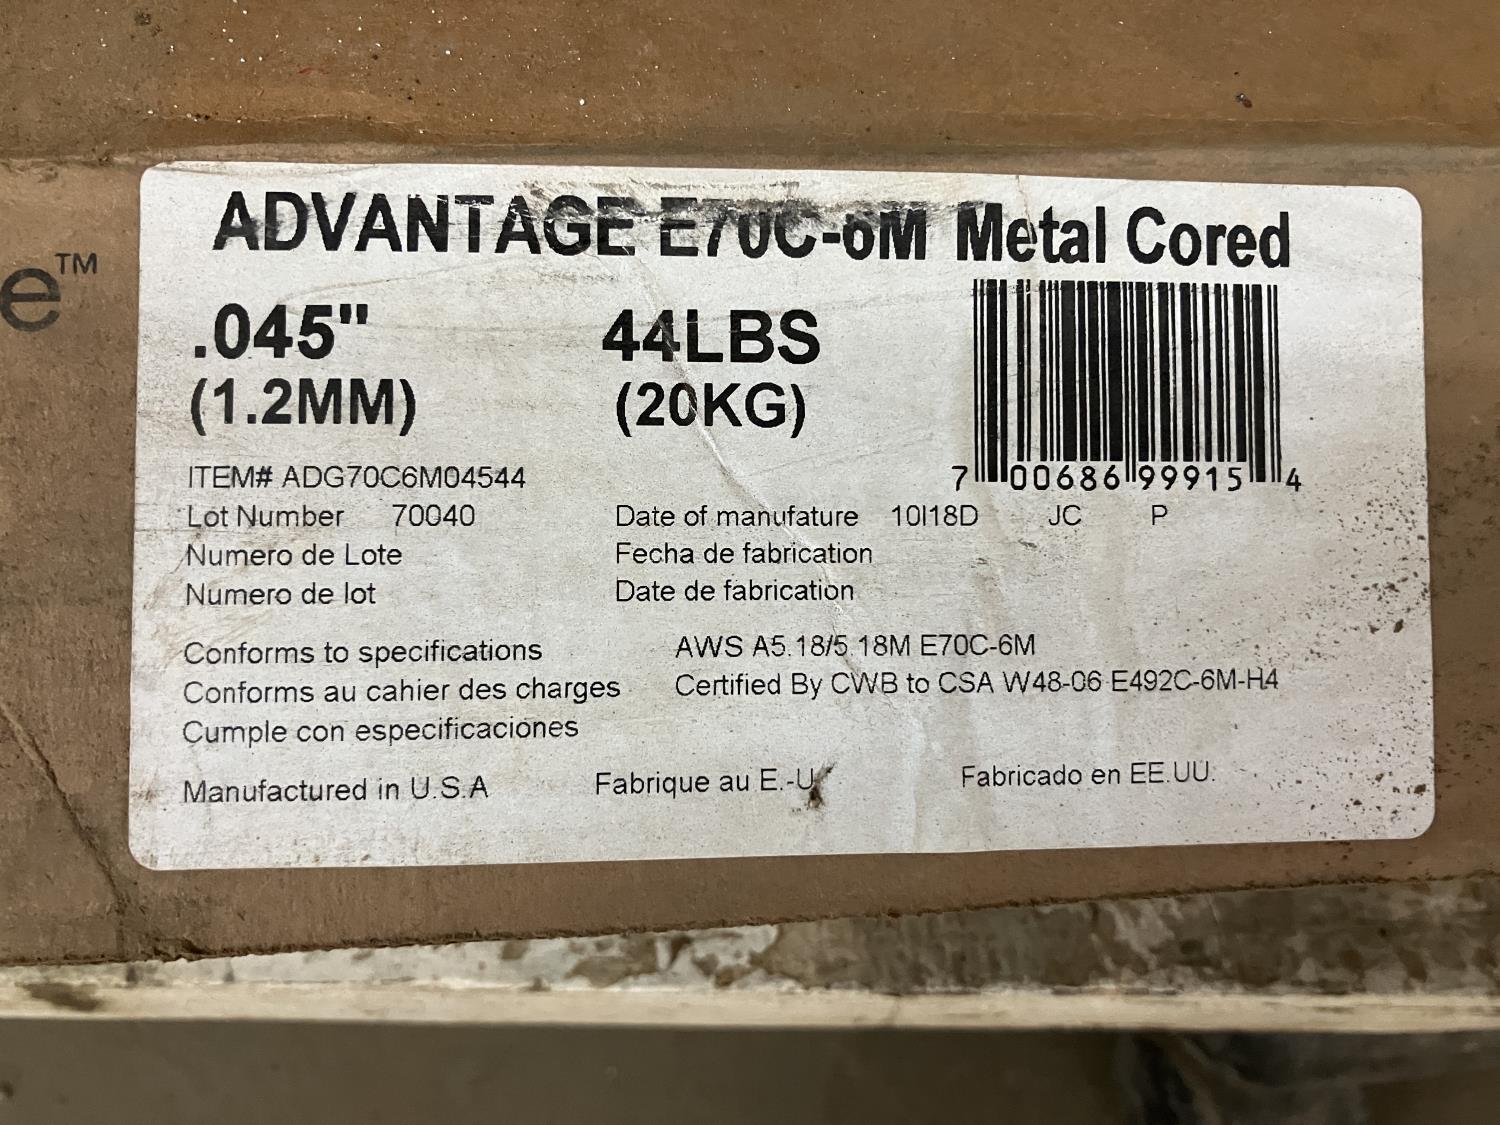 ADVANTAGE E70C-6M Metal Cored
e™
.045" 44LBS
(1.2MM) (20KG)
7 00686 99915 4
ITEM# ADG70C6M04544
Lot Number 70040 Date of manufature 10I18D JC P
Numero de Lote Fecha de fabrication
Numero de lot Date de fabrication
Conforms to specifications AWS A5.18/5.18M E70C-6M
Conforms au cahier des charges Certified By CWB to CSA W48-06 E492C-6M-H4
Cumple con especificaciones
Manufactured in U.S.A Fabrique au E.-U. Fabricado en EE.UU.